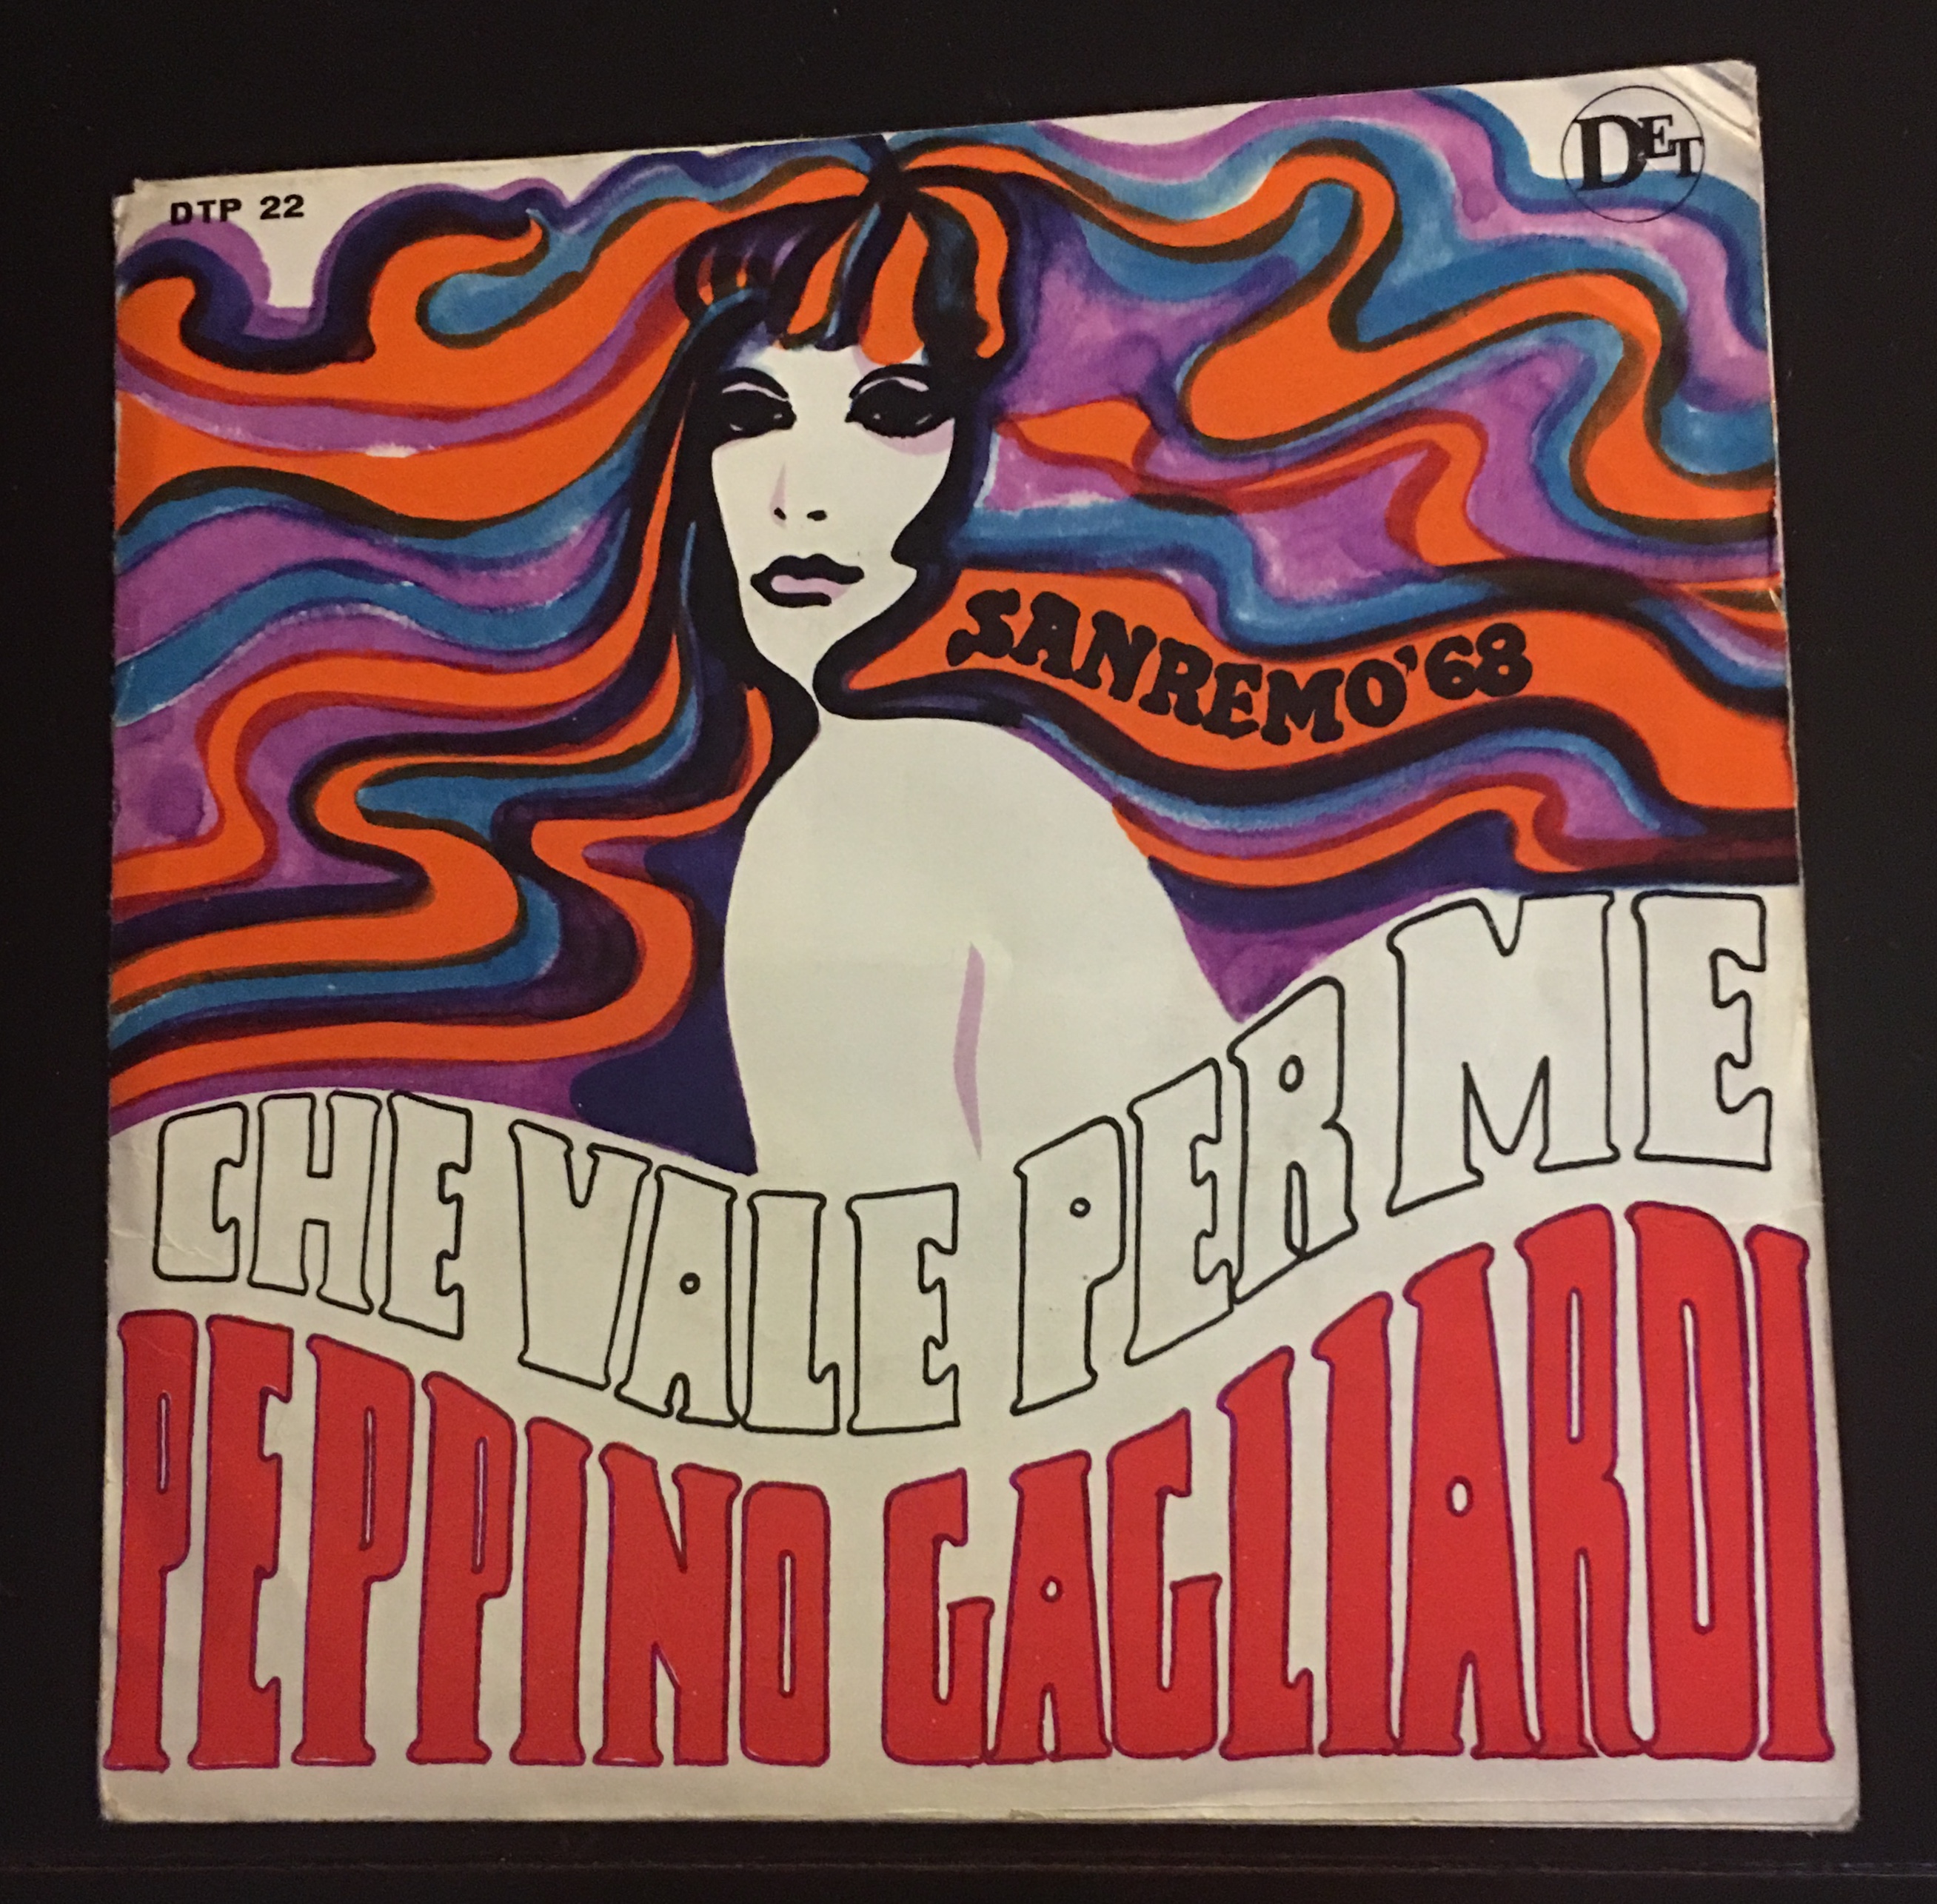 DTP 22
DET
SANREMO'68
CHE VALE PER ME
PEPPINO GAGLIARDI